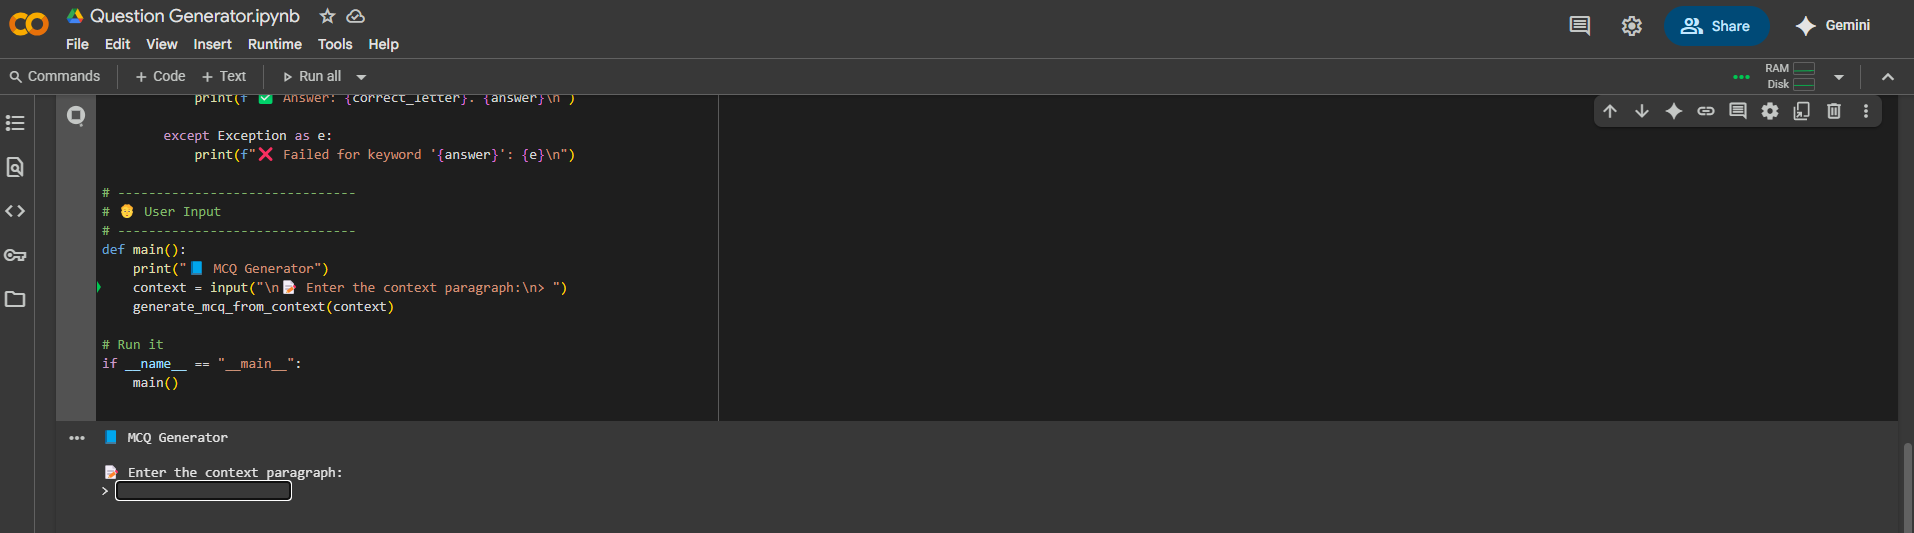 Question Generator.ipynb
File Edit View Insert Runtime Tools Help
Share
Gemini
Commands + Code + Text Run all
RAM
Disk
print(f"✅ Answer: {correct_letter}. {answer}\n")
except Exception as e:
print(f"❌ Failed for keyword '{answer}': {e}\n")
# -------------------------------
# 🧑 User Input
# -------------------------------
def main():
print("📘 MCQ Generator")
context = input("\n📝 Enter the context paragraph:\n> ")
generate_mcq_from_context(context)
# Run it
if __name__ == "__main__":
main()
📘 MCQ Generator
📝 Enter the context paragraph:
>